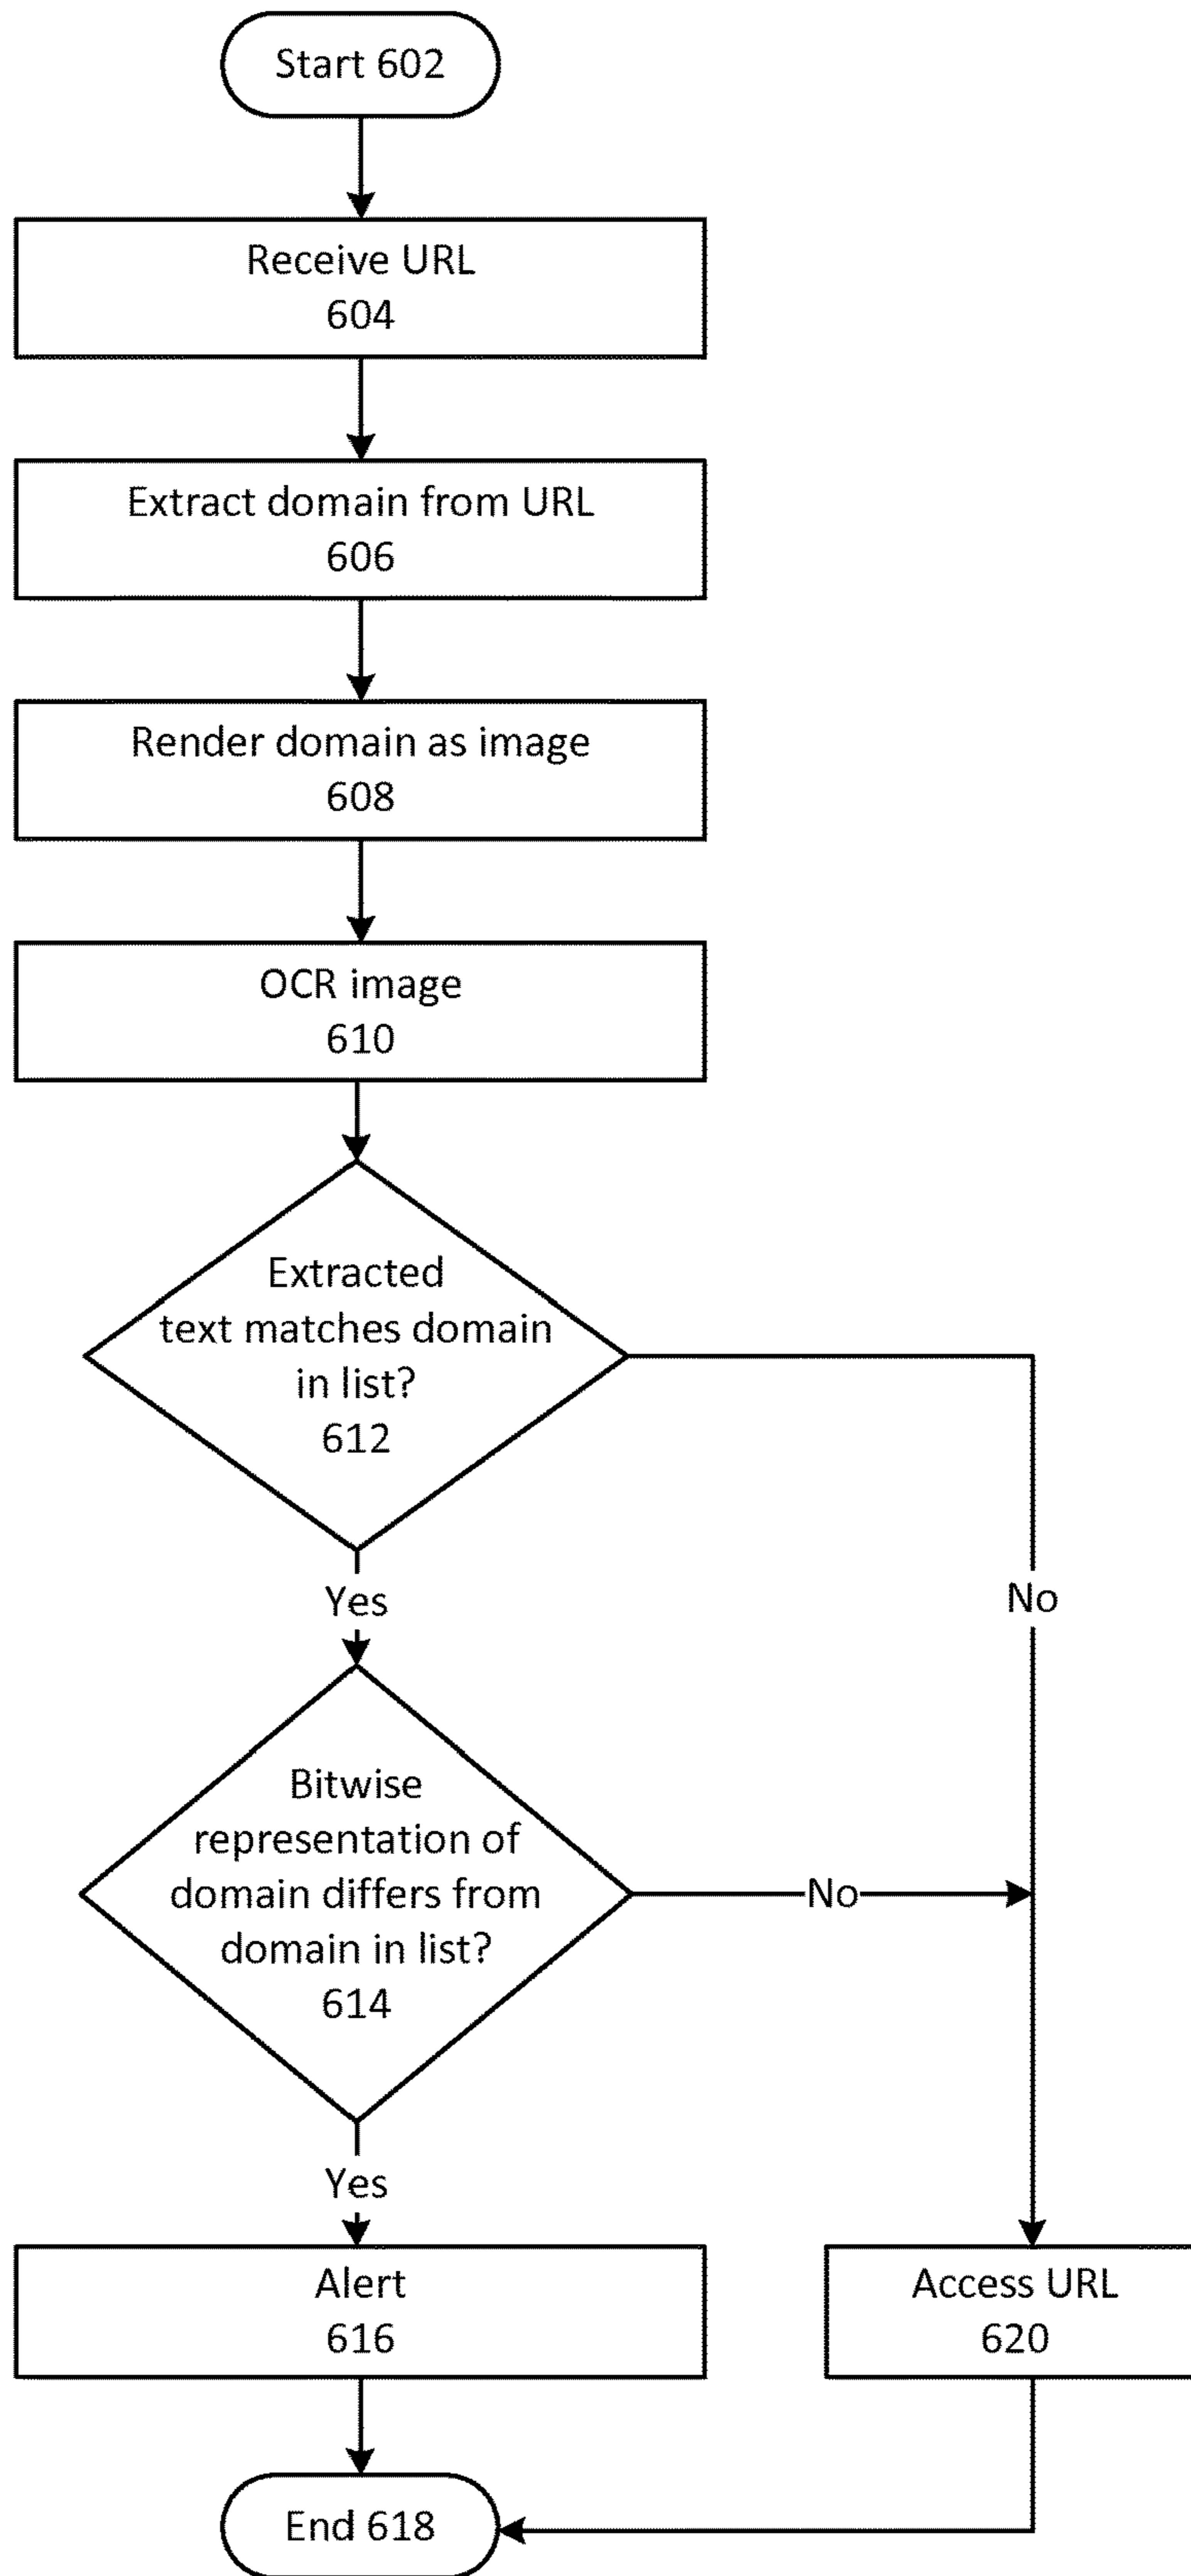 Start 602
Receive URL
604
Extract domain from URL
606
Render domain as image
608
OCR image
610
Extracted
text matches domain
in list?
612
Yes
No
Bitwise
representation of
domain differs from
domain in list?
614
No
Yes
Alert
616
Access URL
620
End 618